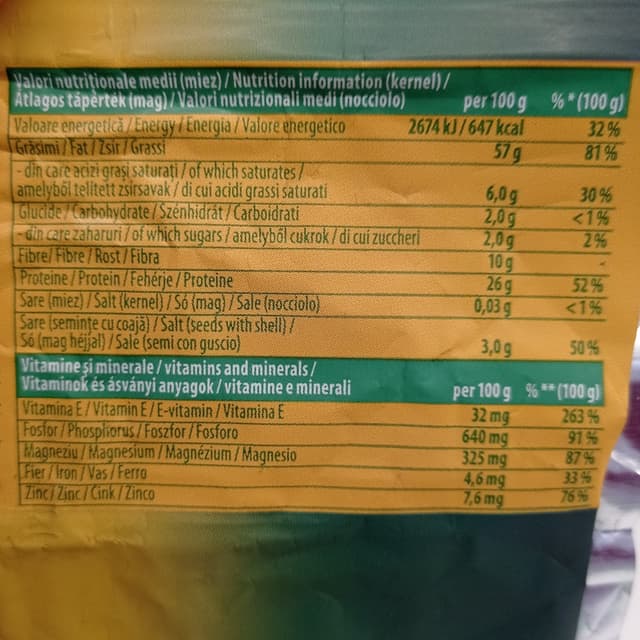 Valori nutriționale medii (miez) / Nutrition information (kernel) /
Átlagos tápérték (mag) / Valori nutrizionali medi (nocciolo) per 100 g %* (100 g)
Valoare energetică / Energy / Energia / Valore energetico 2674 kJ / 647 kcal 32 %
Grăsimi / Fat / Zsír / Grassi 57 g 81 %
- din care acizi grași saturați / of which saturates /
amelyből telített zsírsavak / di cui acidi grassi saturati 6,0 g 30 %
Glucide / Carbohydrate / Szénhidrát / Carboidrati 2,0 g <1 %
- din care zaharuri / of which sugars / amelyből cukrok / di cui zuccheri 2,0 g 2 %
Fibre / Fibre / Rost / Fibra 10 g -
Proteine / Protein / Fehérje / Proteine 26 g 52 %
Sare (miez) / Salt (kernel) / Só (mag) / Sale (nocciolo) 0,03 g <1 %
Sare (semințe cu coajă) / Salt (seeds with shell) /
Só (mag héjjal) / Sale (semi con guscio) 3,0 g 50 %
Vitamine și minerale / vitamins and minerals /
Vitaminok és ásványi anyagok / vitamine e minerali per 100 g %** (100 g)
Vitamina E / Vitamin E / E-vitamin / Vitamina E 32 mg 263 %
Fosfor / Phosphorus / Foszfor / Fosforo 640 mg 91 %
Magneziu / Magnesium / Magnézium / Magnesio 325 mg 87 %
Fier / Iron / Vas / Ferro 4,6 mg 33 %
Zinc / Zinc / Cink / Zinco 7,6 mg 76 %